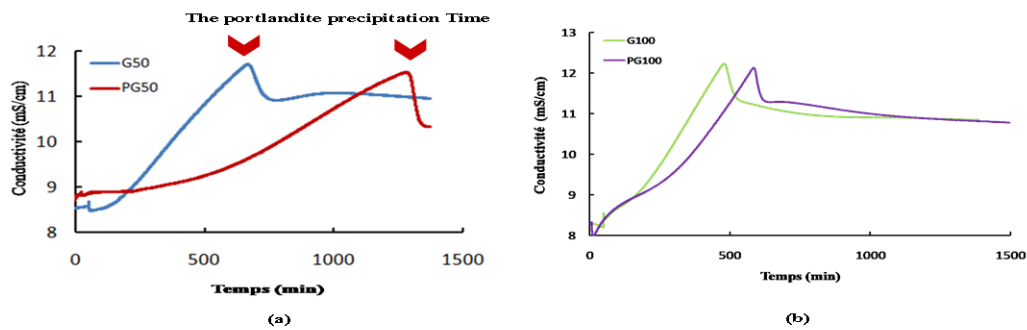 The portlandite precipitation Time
(a)
12
11
10
9
8
Conductivité (mS/cm)
G50
PG50
0
500
1000
1500
Temps (min)
(a)
(b)
13
12
11
10
9
8
Conductivité (mS/cm)
G100
PG100
0
500
1000
1500
Temps (min)
(b)